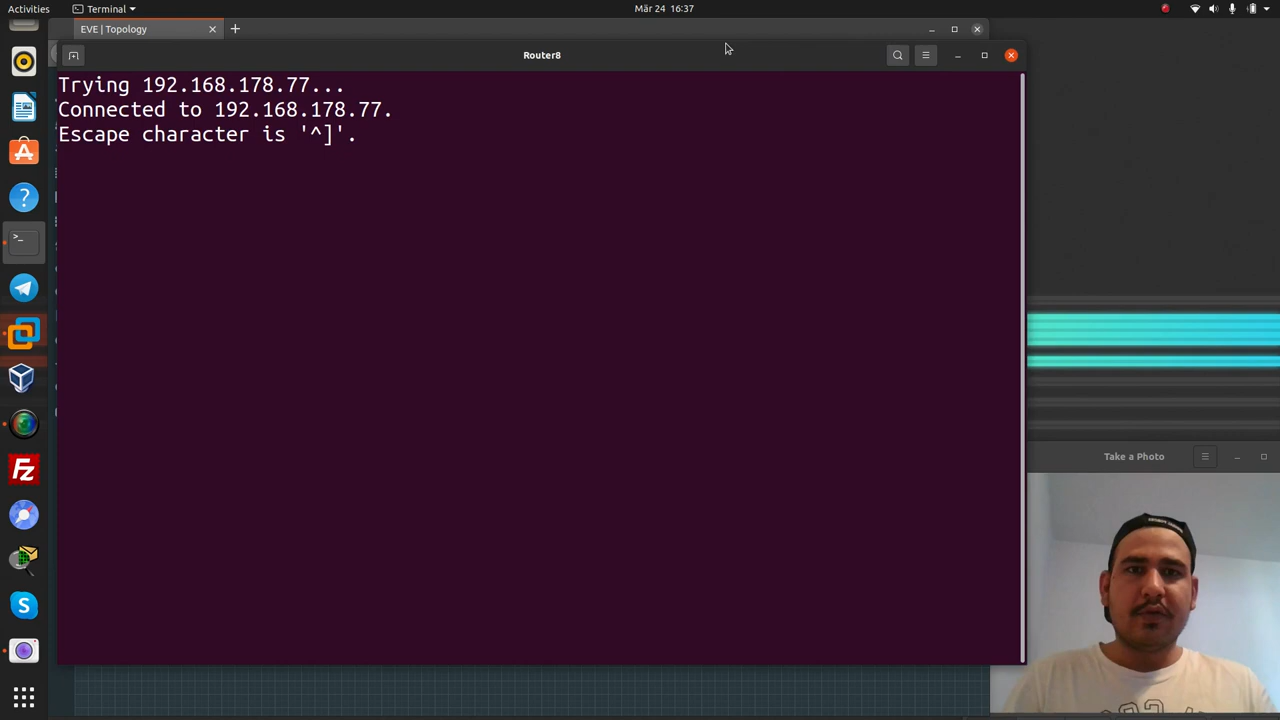 Activities
Terminal
Mär 24 16:37
EVE | Topology
Router8
Trying 192.168.178.77...
Connected to 192.168.178.77.
Escape character is '^]'.
Take a Photo